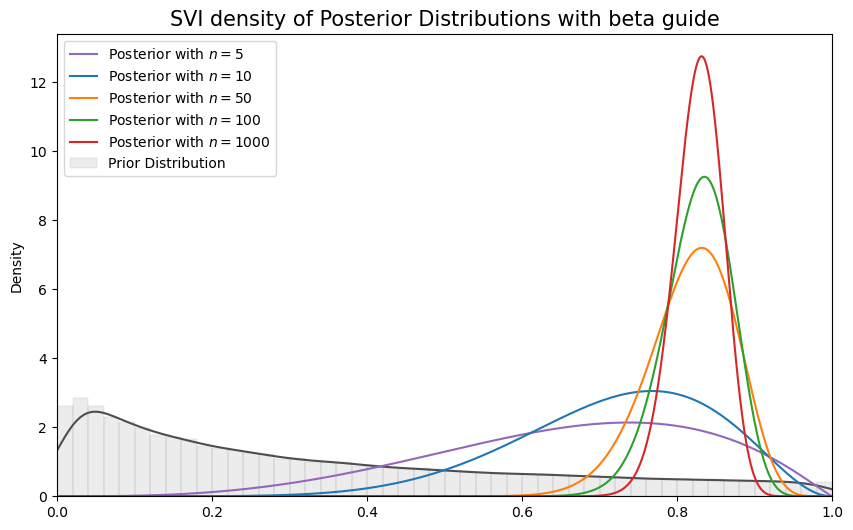 SVI density of Posterior Distributions with beta guide
Posterior with n = 5
Posterior with n = 10
Posterior with n = 50
Posterior with n = 100
Posterior with n = 1000
Prior Distribution
Density
12
10
8
6
4
2
0
0.0 0.2 0.4 0.6 0.8 1.0